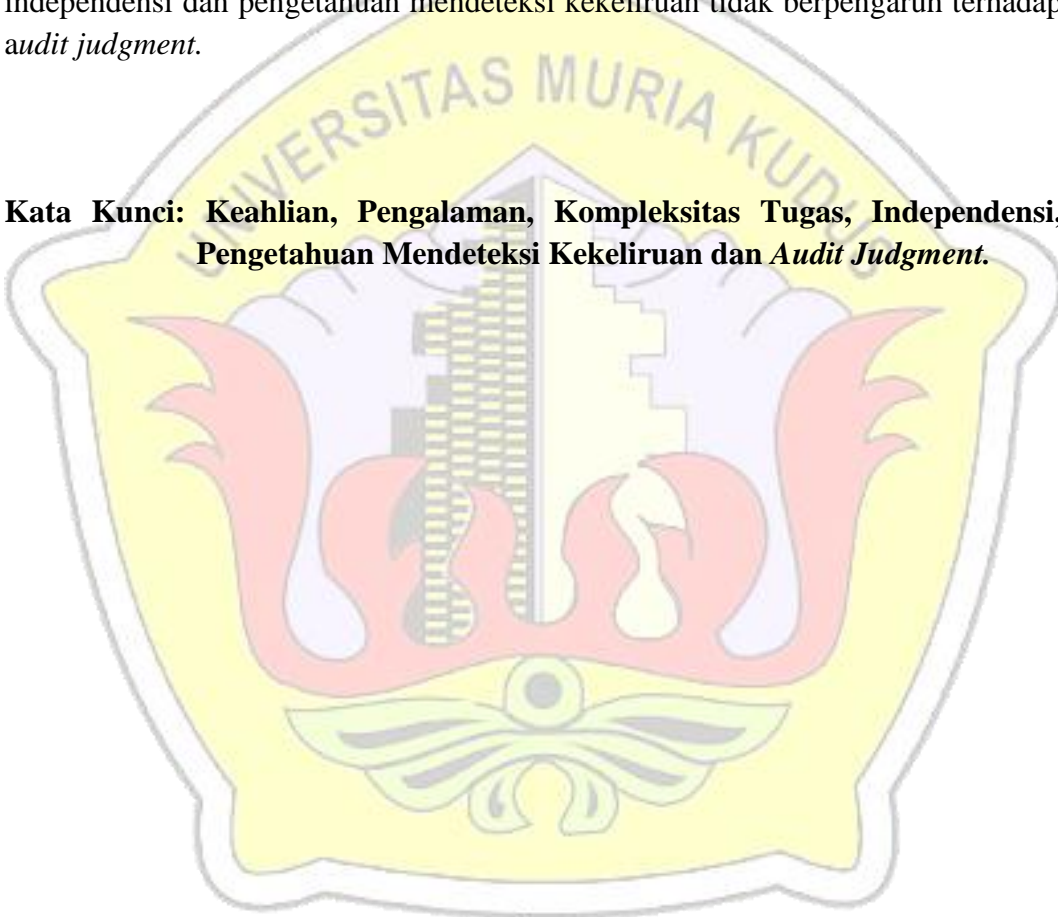 independensi dan pengetahuan mendeteksi kekeliruan tidak berpengaruh terhadap
audit judgment.
UNIVERSITAS MURIA KUDUS
Kata Kunci: Keahlian, Pengalaman, Kompleksitas Tugas, Independensi,
Pengetahuan Mendeteksi Kekeliruan dan Audit Judgment.